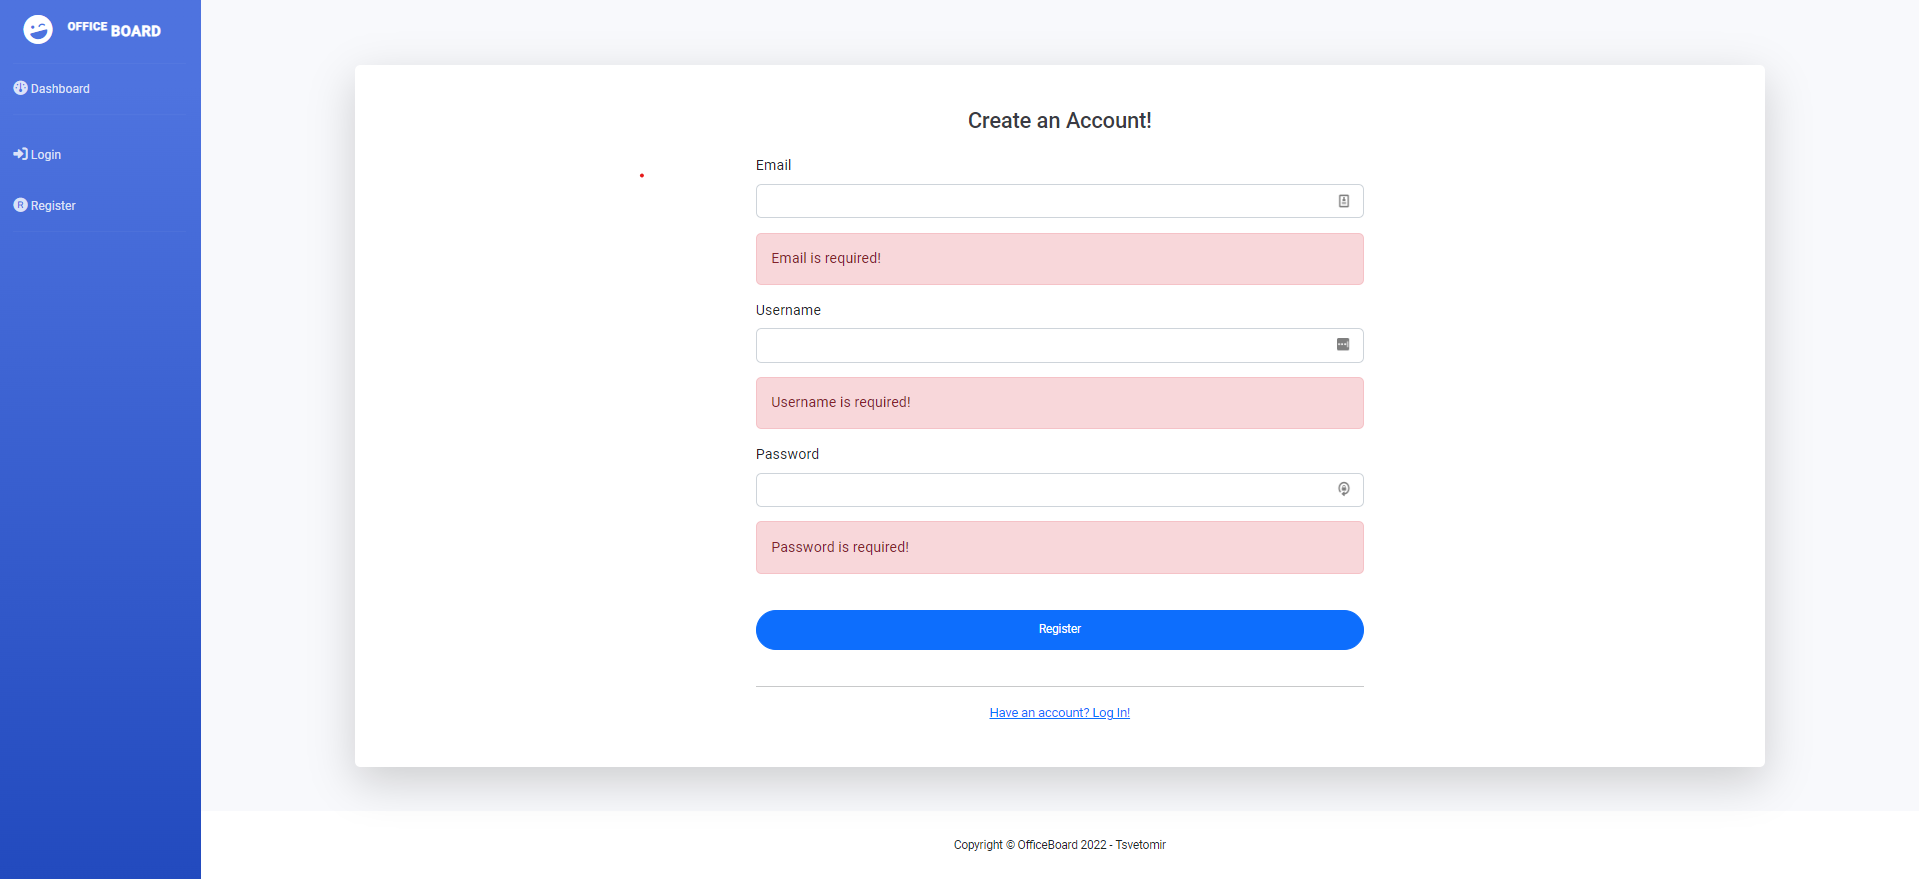 OFFICE BOARD
Dashboard
Login
Register
Create an Account!
Email
Email is required!
Username
Username is required!
Password
Password is required!
Register
Have an account? Log In!
Copyright © OfficeBoard 2022 - Tsvetomir